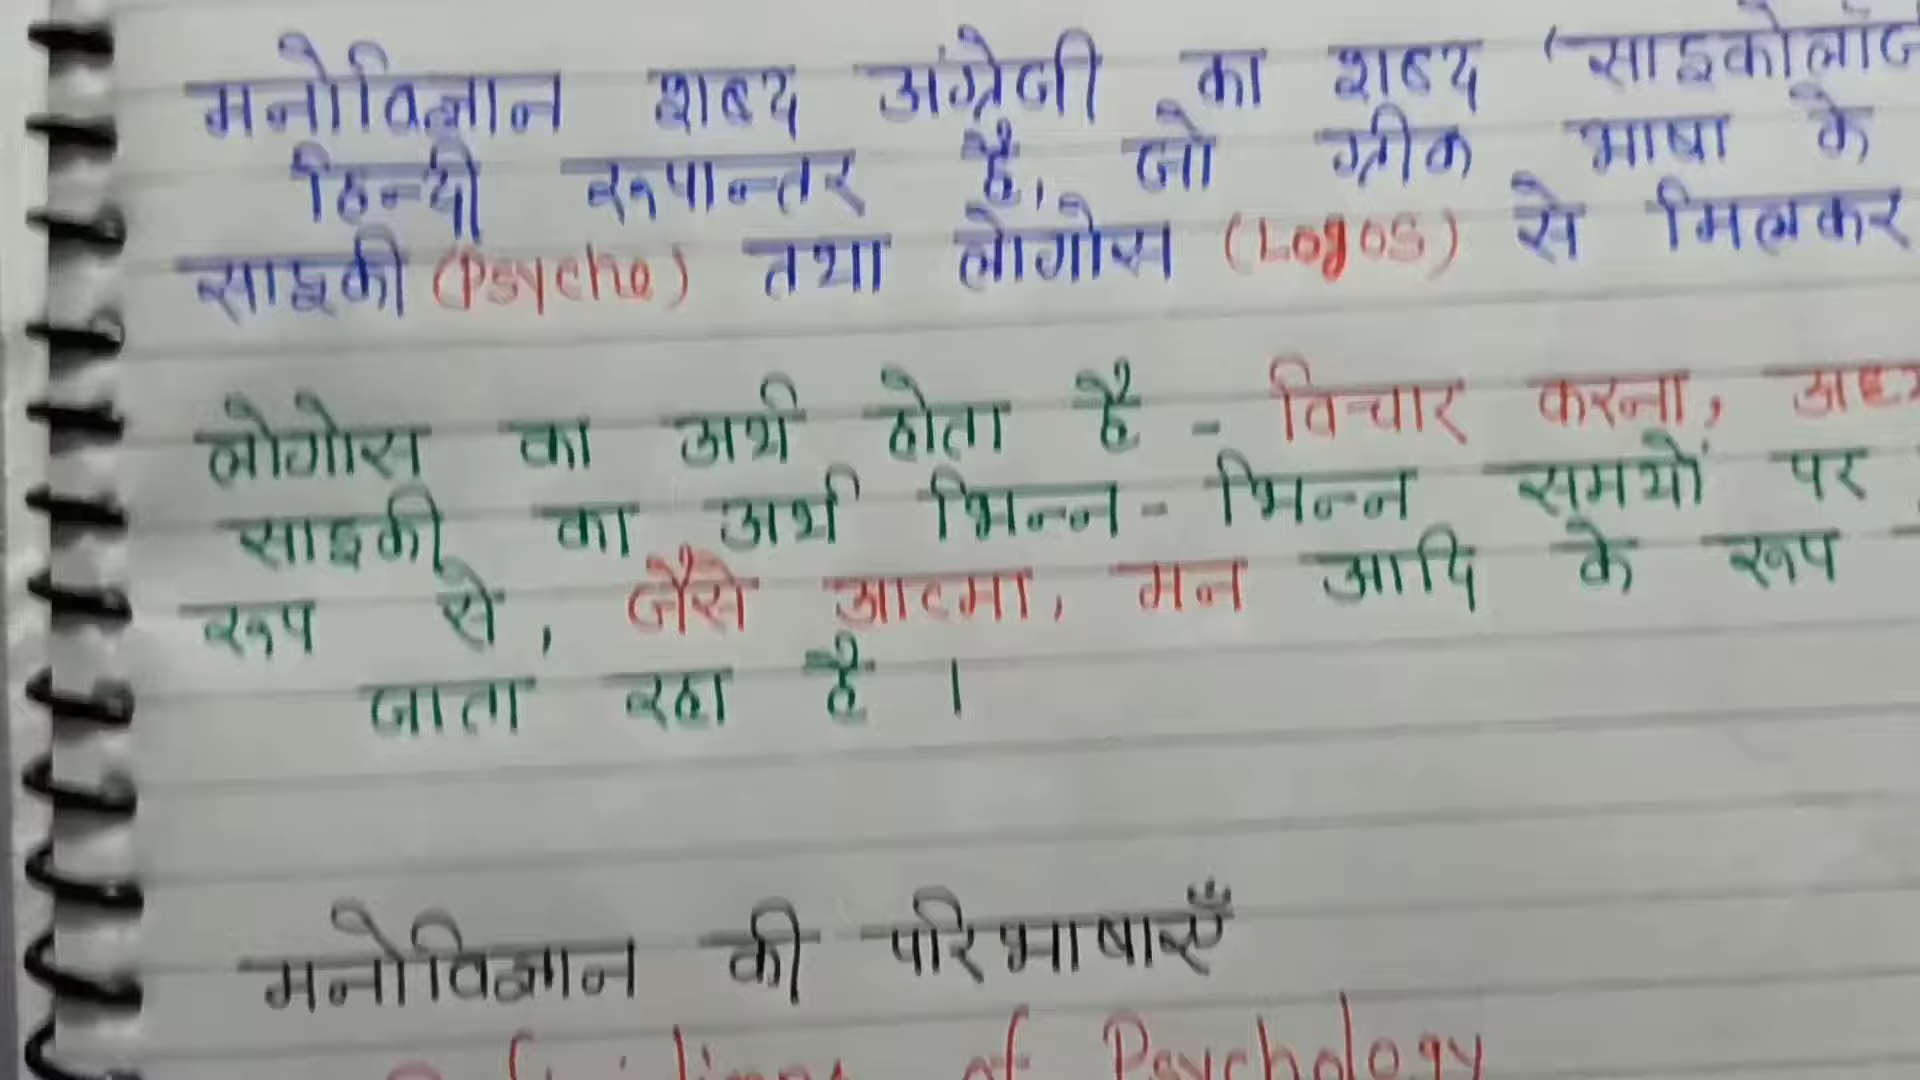 मनोविज्ञान शब्द अंग्रेजी का शब्द
हिन्दी रूपान्तर है, जो ग्रीक भाषा के
साइकी (Psyche) तथा लोगोस (Logos) से मिलकर
लोगोस का अर्थ होता है - विचार करना,
साइकी का अर्थ भिन्न - भिन्न समयों पर
रूप से, जैसे आत्मा, मन आदि के रूप
जाता रहा है ।
मनोविज्ञान की परिभाषाएँ
of Psychology